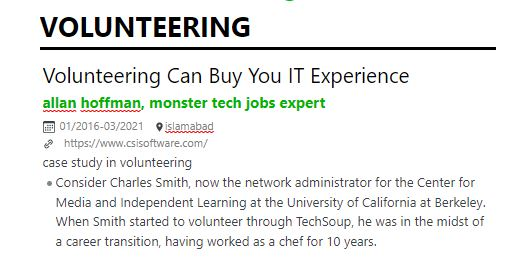 VOLUNTEERING
Volunteering Can Buy You IT Experience
allan hoffman, monster tech jobs expert
01/2016-03/2021 islamabad
https://www.csisoftware.com/
case study in volunteering
• Consider Charles Smith, now the network administrator for the Center for
Media and Independent Learning at the University of California at Berkeley.
When Smith started to volunteer through TechSoup, he was in the midst of
a career transition, having worked as a chef for 10 years.